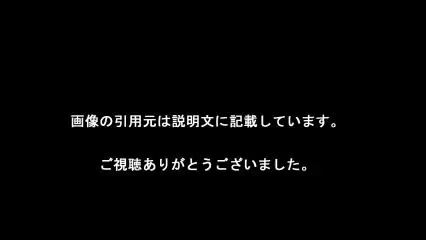 画像の引用元は説明文に記載しています。
ご視聴ありがとうございました。